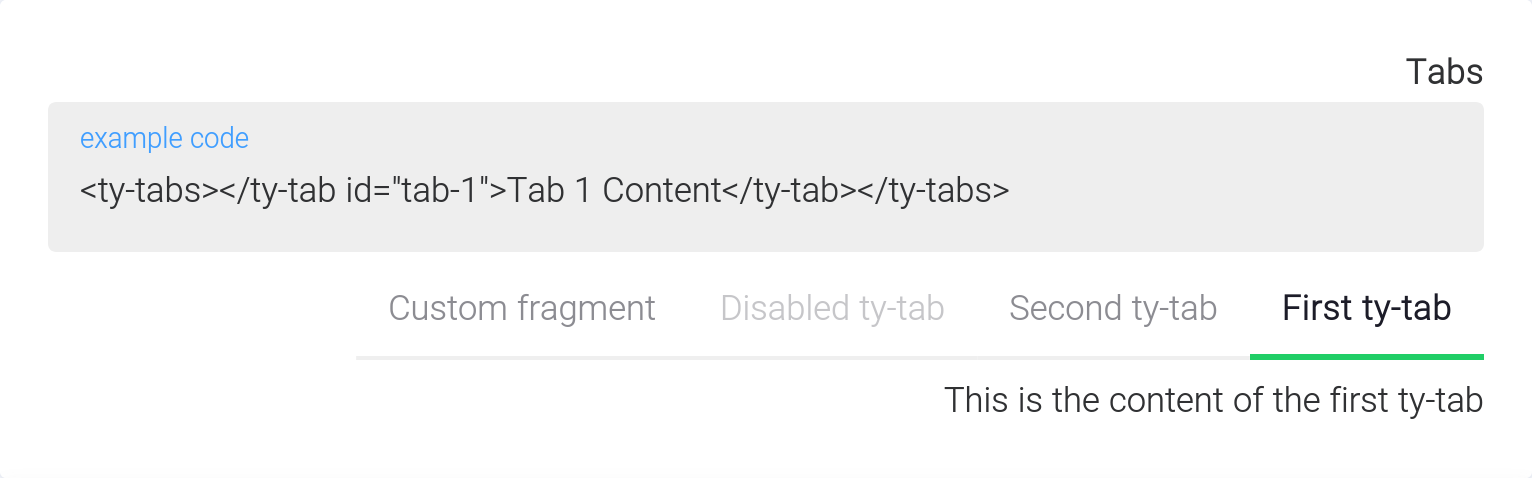 Tabs
example code
<ty-tabs></ty-tab id="tab-1">Tab 1 Content</ty-tab></ty-tabs>
Custom fragment Disabled ty-tab Second ty-tab First ty-tab
This is the content of the first ty-tab